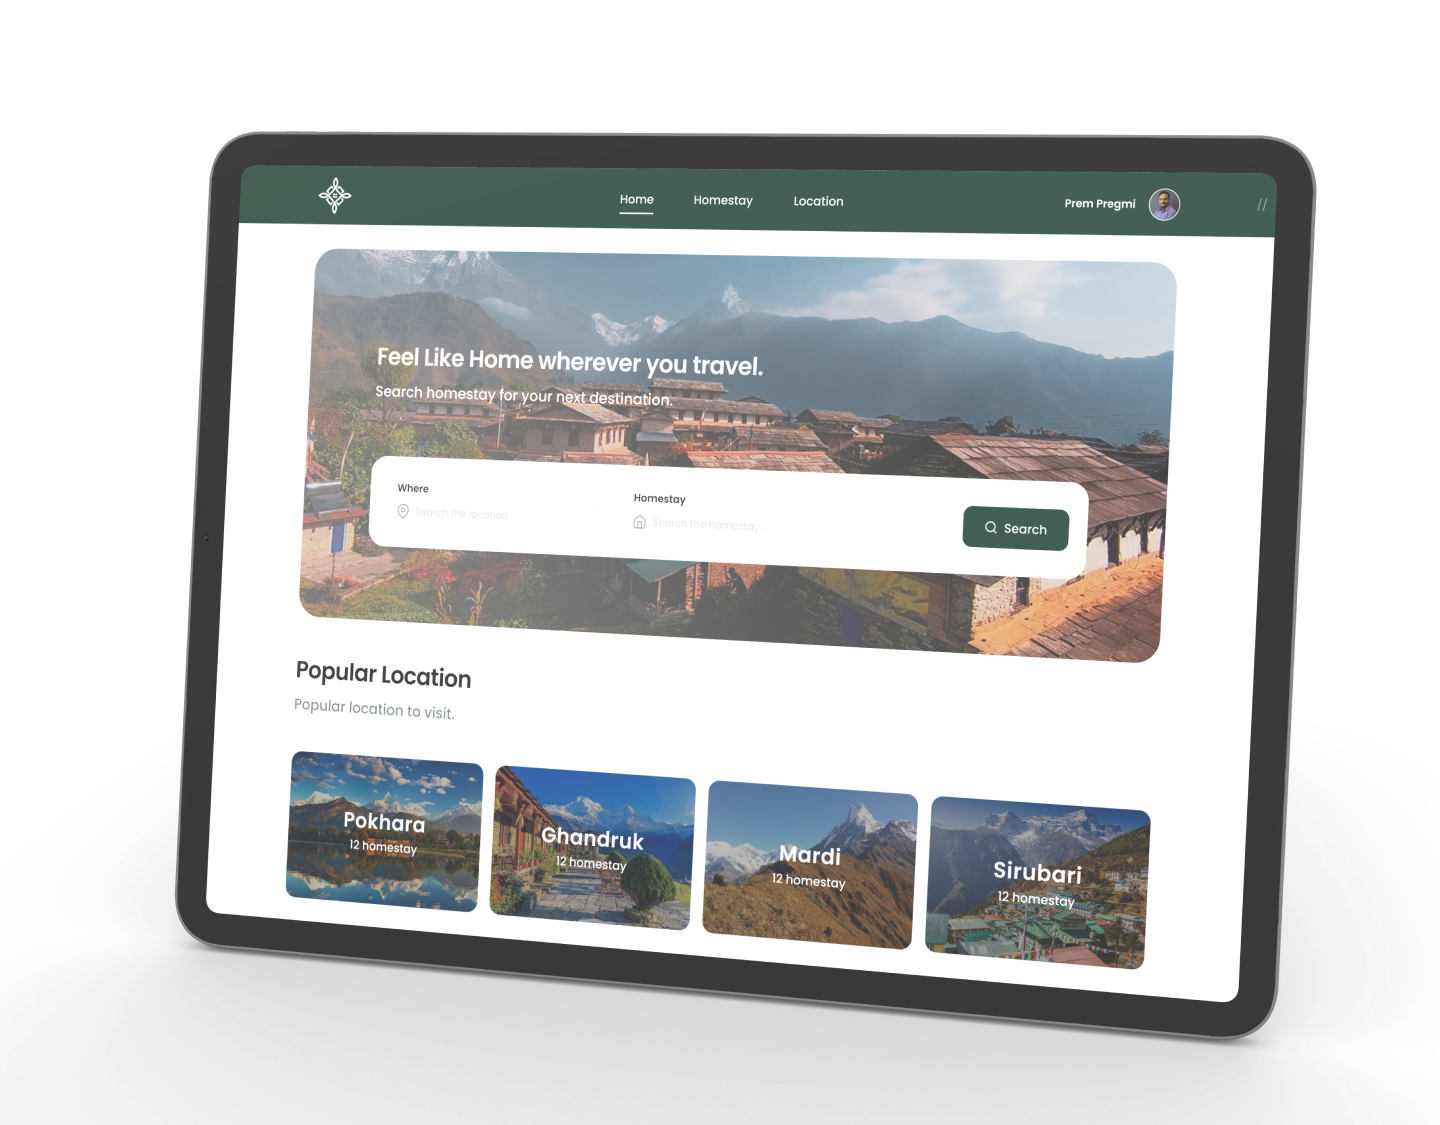 Home Homestay Location Prem Pregmi //
Feel Like Home wherever you travel.
Search homestay for your next destination.
Where
Search the location
Homestay
Search the homestay...
Search
Popular Location
Popular location to visit.
Pokhara
12 homestay
Ghandruk
12 homestay
Mardi
12 homestay
Sirubari
12 homestay